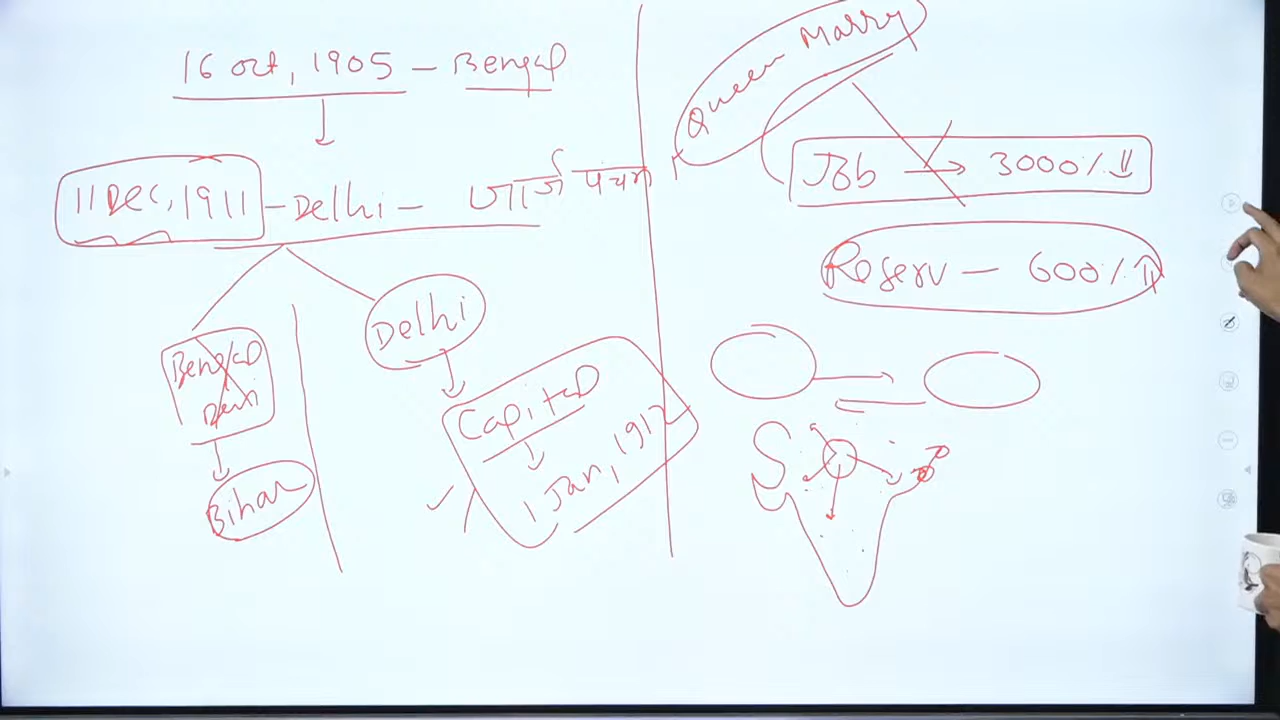 16 oct, 1905 - Bengal
11 Dec, 1911 - Delhi - जार्ज पंचम
Delhi
Bengal
Bihar
Capital
1 Jan, 1912
Queen Marry
Job → 3000%
Reserv - 600%